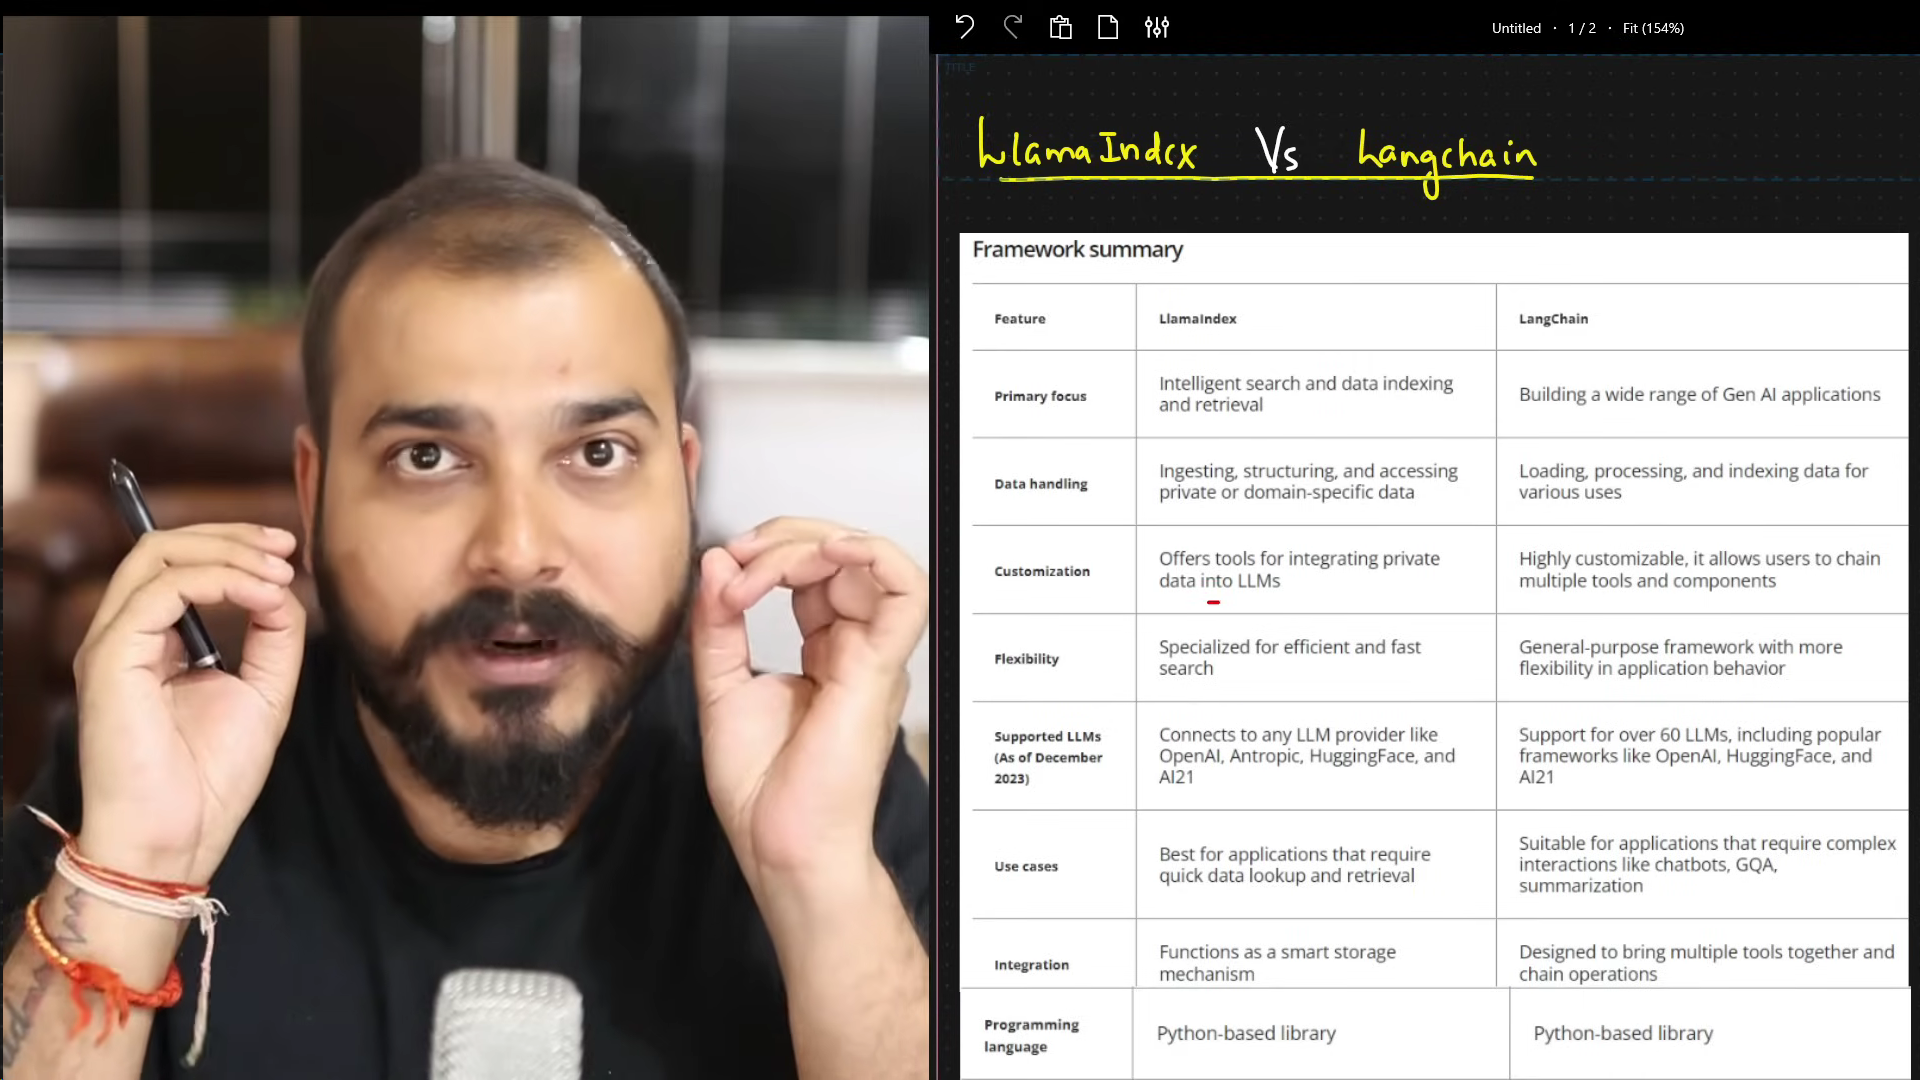 Untitled · 1 / 2 · Fit (154%)
TITLE
LlamaIndex Vs Langchain
Framework summary
Feature LlamaIndex LangChain
Primary focus
Intelligent search and data indexing
and retrieval
Building a wide range of Gen AI applications
Data handling
Ingesting, structuring, and accessing
private or domain-specific data
Loading, processing, and indexing data for
various uses
Customization
Offers tools for integrating private
data into LLMs
Highly customizable, it allows users to chain
multiple tools and components
Flexibility
Specialized for efficient and fast
search
General-purpose framework with more
flexibility in application behavior
Supported LLMs
(As of December
2023)
Connects to any LLM provider like
OpenAI, Antropic, HuggingFace, and
AI21
Support for over 60 LLMs, including popular
frameworks like OpenAI, HuggingFace, and
AI21
Use cases
Best for applications that require
quick data lookup and retrieval
Suitable for applications that require complex
interactions like chatbots, GQA,
summarization
Integration
Functions as a smart storage
mechanism
Designed to bring multiple tools together and
chain operations
Programming
language
Python-based library
Python-based library